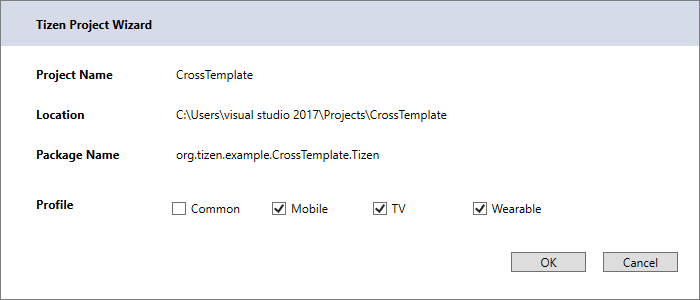 Tizen Project Wizard
Project Name CrossTemplate
Location C:\Users\visual studio 2017\Projects\CrossTemplate
Package Name org.tizen.example.CrossTemplate.Tizen
Profile Common Mobile TV Wearable
OK Cancel